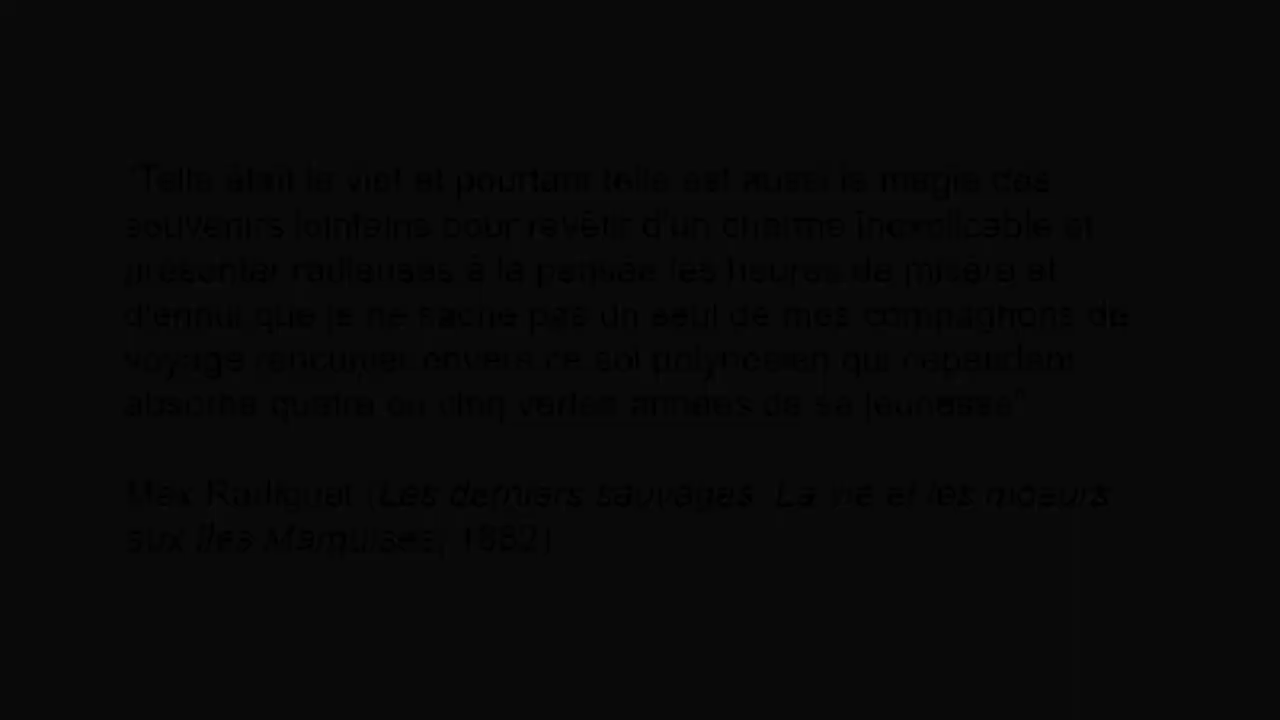 "Telle était la vie! et pourtant telle est aussi la magie des
souvenirs lointains pour revêtir d'un charme inexplicable et
présenter radieuses à la pensée les heures de misère et
d'ennui que je ne sache pas un seul de mes compagnons de
voyage rancunier envers ce sol polynésien qui cependant
absorba quatre ou cinq vertes années de sa jeunesse"
Max Radiguet (Les derniers sauvages. La vie et les moeurs
aux îles Marquises, 1882)